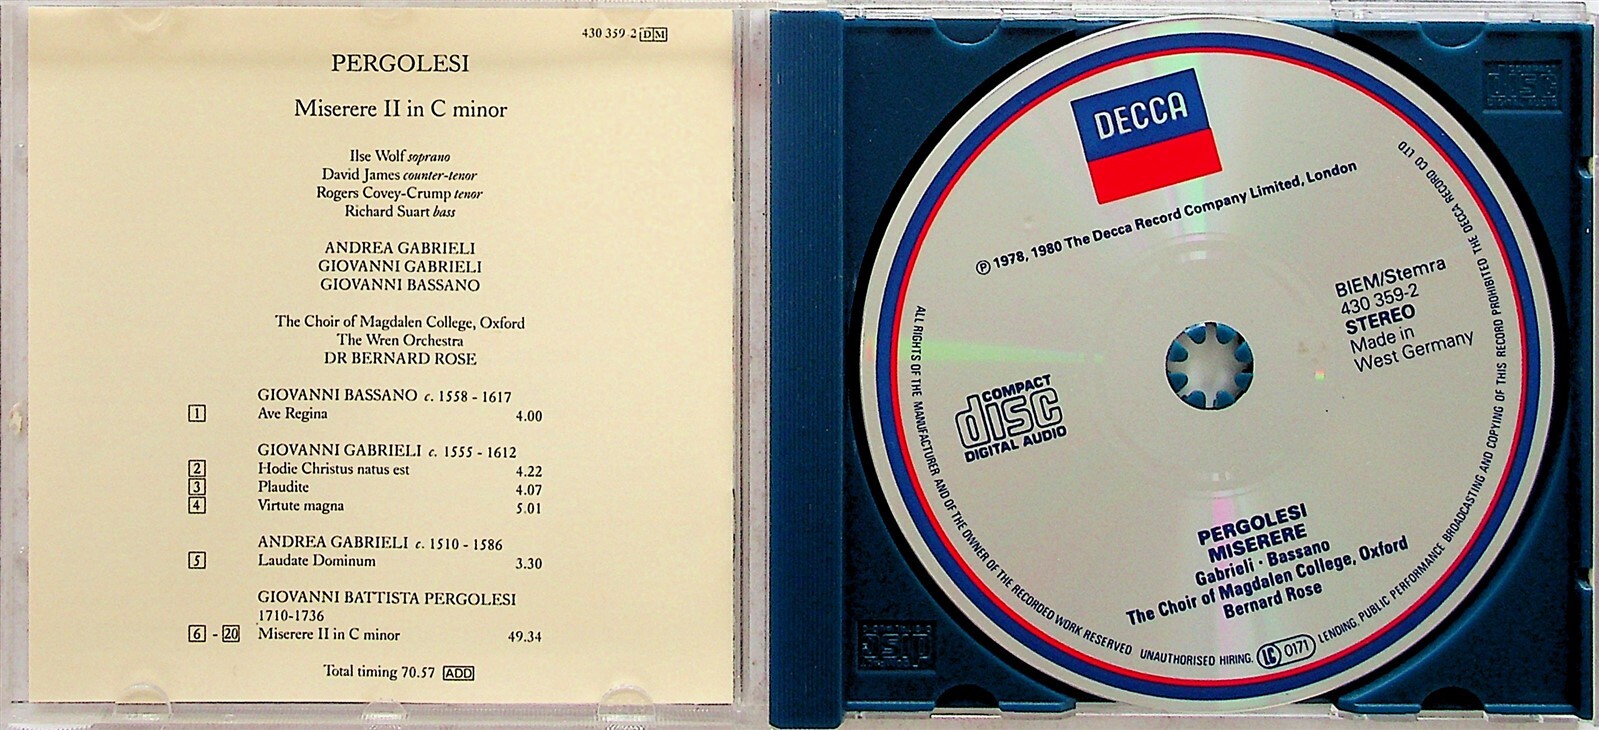 430 359-2 DM
PERGOLESI
Miserere II in C minor
Ilse Wolf soprano
David James counter-tenor
Rogers Covey-Crump tenor
Richard Suart bass
ANDREA GABRIELI
GIOVANNI GABRIELI
GIOVANNI BASSANO
The Choir of Magdalen College, Oxford
The Wren Orchestra
DR BERNARD ROSE
GIOVANNI BASSANO c. 1558 - 1617
1 Ave Regina 4.00
GIOVANNI GABRIELI c. 1555 - 1612
2 Hodie Christus natus est 4.22
3 Plaudite 4.07
4 Virtute magna 5.01
ANDREA GABRIELI c. 1510 - 1586
5 Laudate Dominum 3.30
GIOVANNI BATTISTA PERGOLESI
1710-1736
6 - 20 Miserere II in C minor 49.34
Total timing 70.57 ADD
DECCA
℗ 1978, 1980 The Decca Record Company Limited, London
BIEM/Stemra
430 359-2
STEREO
Made in
West Germany
COMPACT
disc
DIGITAL AUDIO
PERGOLESI
MISERERE
Gabrieli · Bassano
The Choir of Magdalen College, Oxford
Bernard Rose
ALL RIGHTS OF THE MANUFACTURER AND OF THE OWNER OF THE RECORDED WORK RESERVED UNAUTHORISED HIRING, LC 0171 LENDING, PUBLIC PERFORMANCE BROADCASTING AND COPYING OF THIS RECORD PROHIBITED THE DECCA RECORD CO LTD
COMPACT
disc
DIGITAL AUDIO
COMPACT
disc
DIGITAL AUDIO